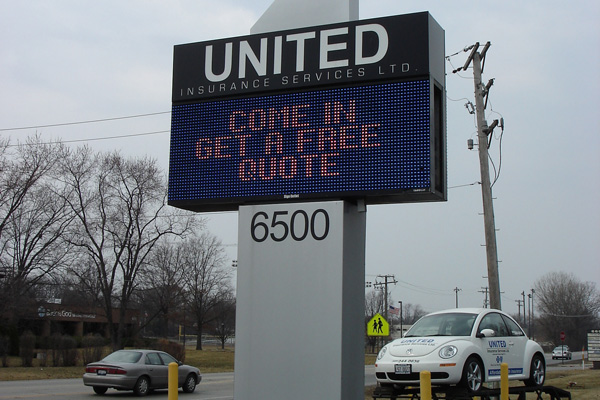 UNITED
INSURANCE SERVICES LTD.
COME IN
GET A FREE
QUOTE
6500
UNITED